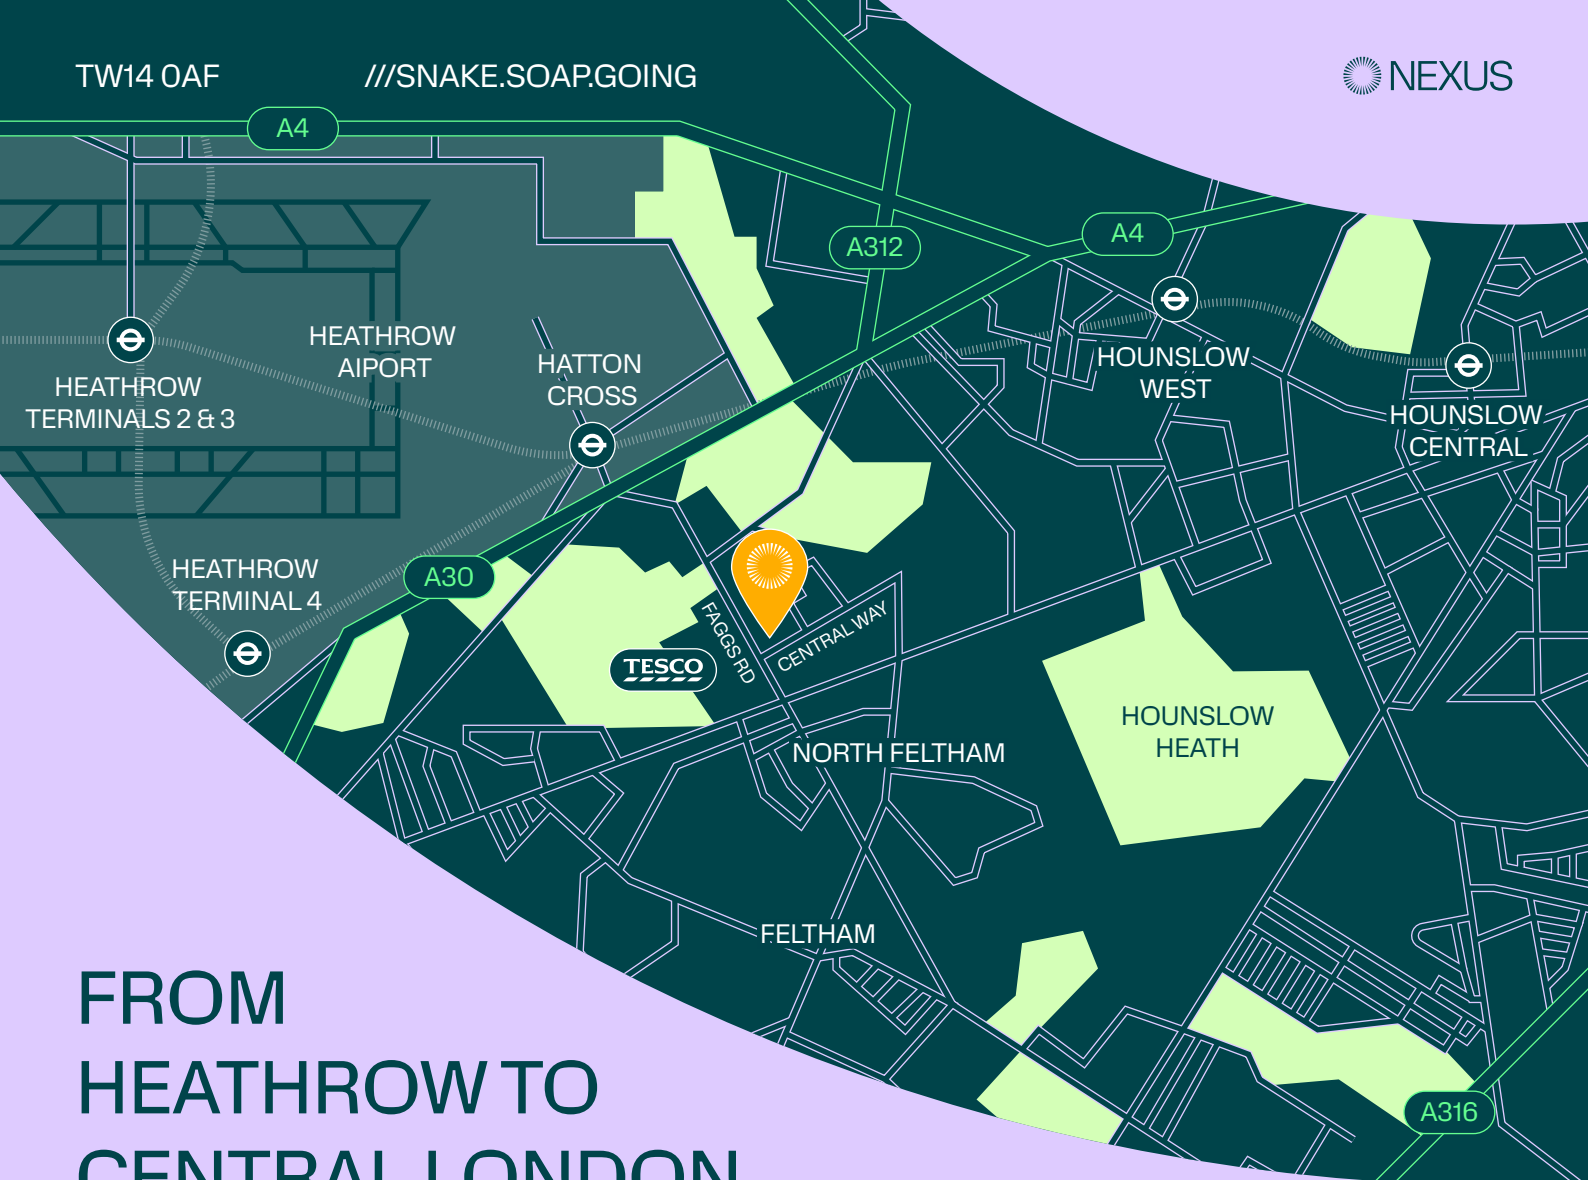 TW14 0AF
///SNAKE.SOAP.GOING
NEXUS
A4
A312
A4
HEATHROW
AIPORT
HATTON
CROSS
HEATHROW
TERMINALS 2 & 3
HOUNSLOW
WEST
HOUNSLOW
CENTRAL
HEATHROW
TERMINAL 4
A30
FAGGS RD
CENTRAL WAY
TESCO
HOUNSLOW
HEATH
NORTH FELTHAM
FELTHAM
A316
FROM
HEATHROW TO
CENTRAL LONDON